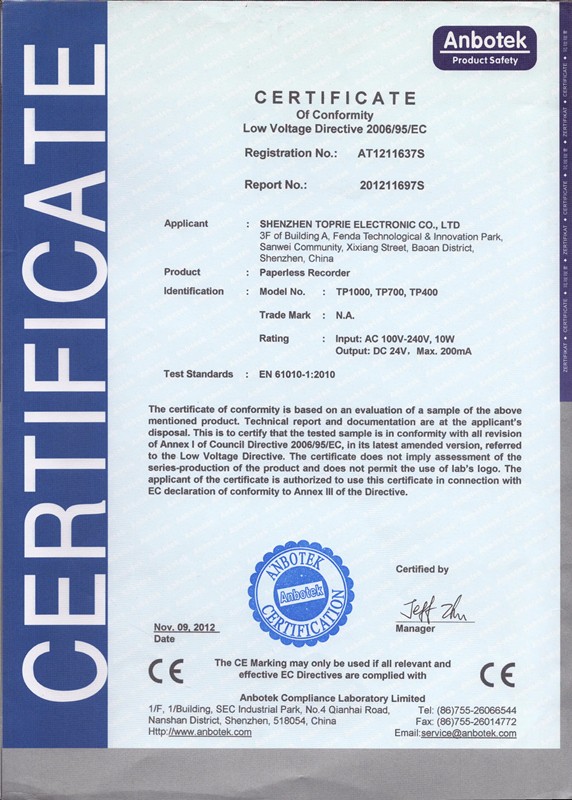 CERTIFICATE
Anbotek
Product Safety
CERTIFICATE
Of Conformity
Low Voltage Directive 2006/95/EC
Registration No.: AT1211637S
Report No.: 201211697S
Applicant : SHENZHEN TOPRIE ELECTRONIC CO., LTD
3F of Building A, Fenda Technological & Innovation Park,
Sanwei Community, Xixiang Street, Baoan District,
Shenzhen, China
Product : Paperless Recorder
Identification : Model No. : TP1000, TP700, TP400
Trade Mark : N.A.
Rating : Input: AC 100V-240V, 10W
Output: DC 24V, Max. 200mA
Test Standards : EN 61010-1:2010
The certificate of conformity is based on an evaluation of a sample of the above
mentioned product. Technical report and documentation are at the applicant's
disposal. This is to certify that the tested sample is in conformity with all revision
of Annex I of Council Directive 2006/95/EC, in its latest amended version, referred
to the Low Voltage Directive. The certificate does not imply assessment of the
series-production of the product and does not permit the use of lab's logo. The
applicant of the certificate is authorized to use this certificate in connection with
EC declaration of conformity to Annex III of the Directive.
ANBOTEK
Anbotek
CERTIFICATION
Certified by
Jeff Zhu
Manager
Nov. 09, 2012
Date
CE
The CE Marking may only be used if all relevant and
effective EC Directives are complied with
CE
Anbotek Compliance Laboratory Limited
1/F, 1/Building, SEC Industrial Park, No.4 Qianhai Road,
Nanshan District, Shenzhen, 518054, China
Http://www.anbotek.com
Tel: (86)755-26066544
Fax: (86)755-26014772
Email:service@anbotek.com
ZERTIFIKAT ◆ CERTIFICATE ◆ ZERTIFIKAT ◆ CERTIFICATE ◆ ZERTIFIKAT ◆ CERTIFICATE